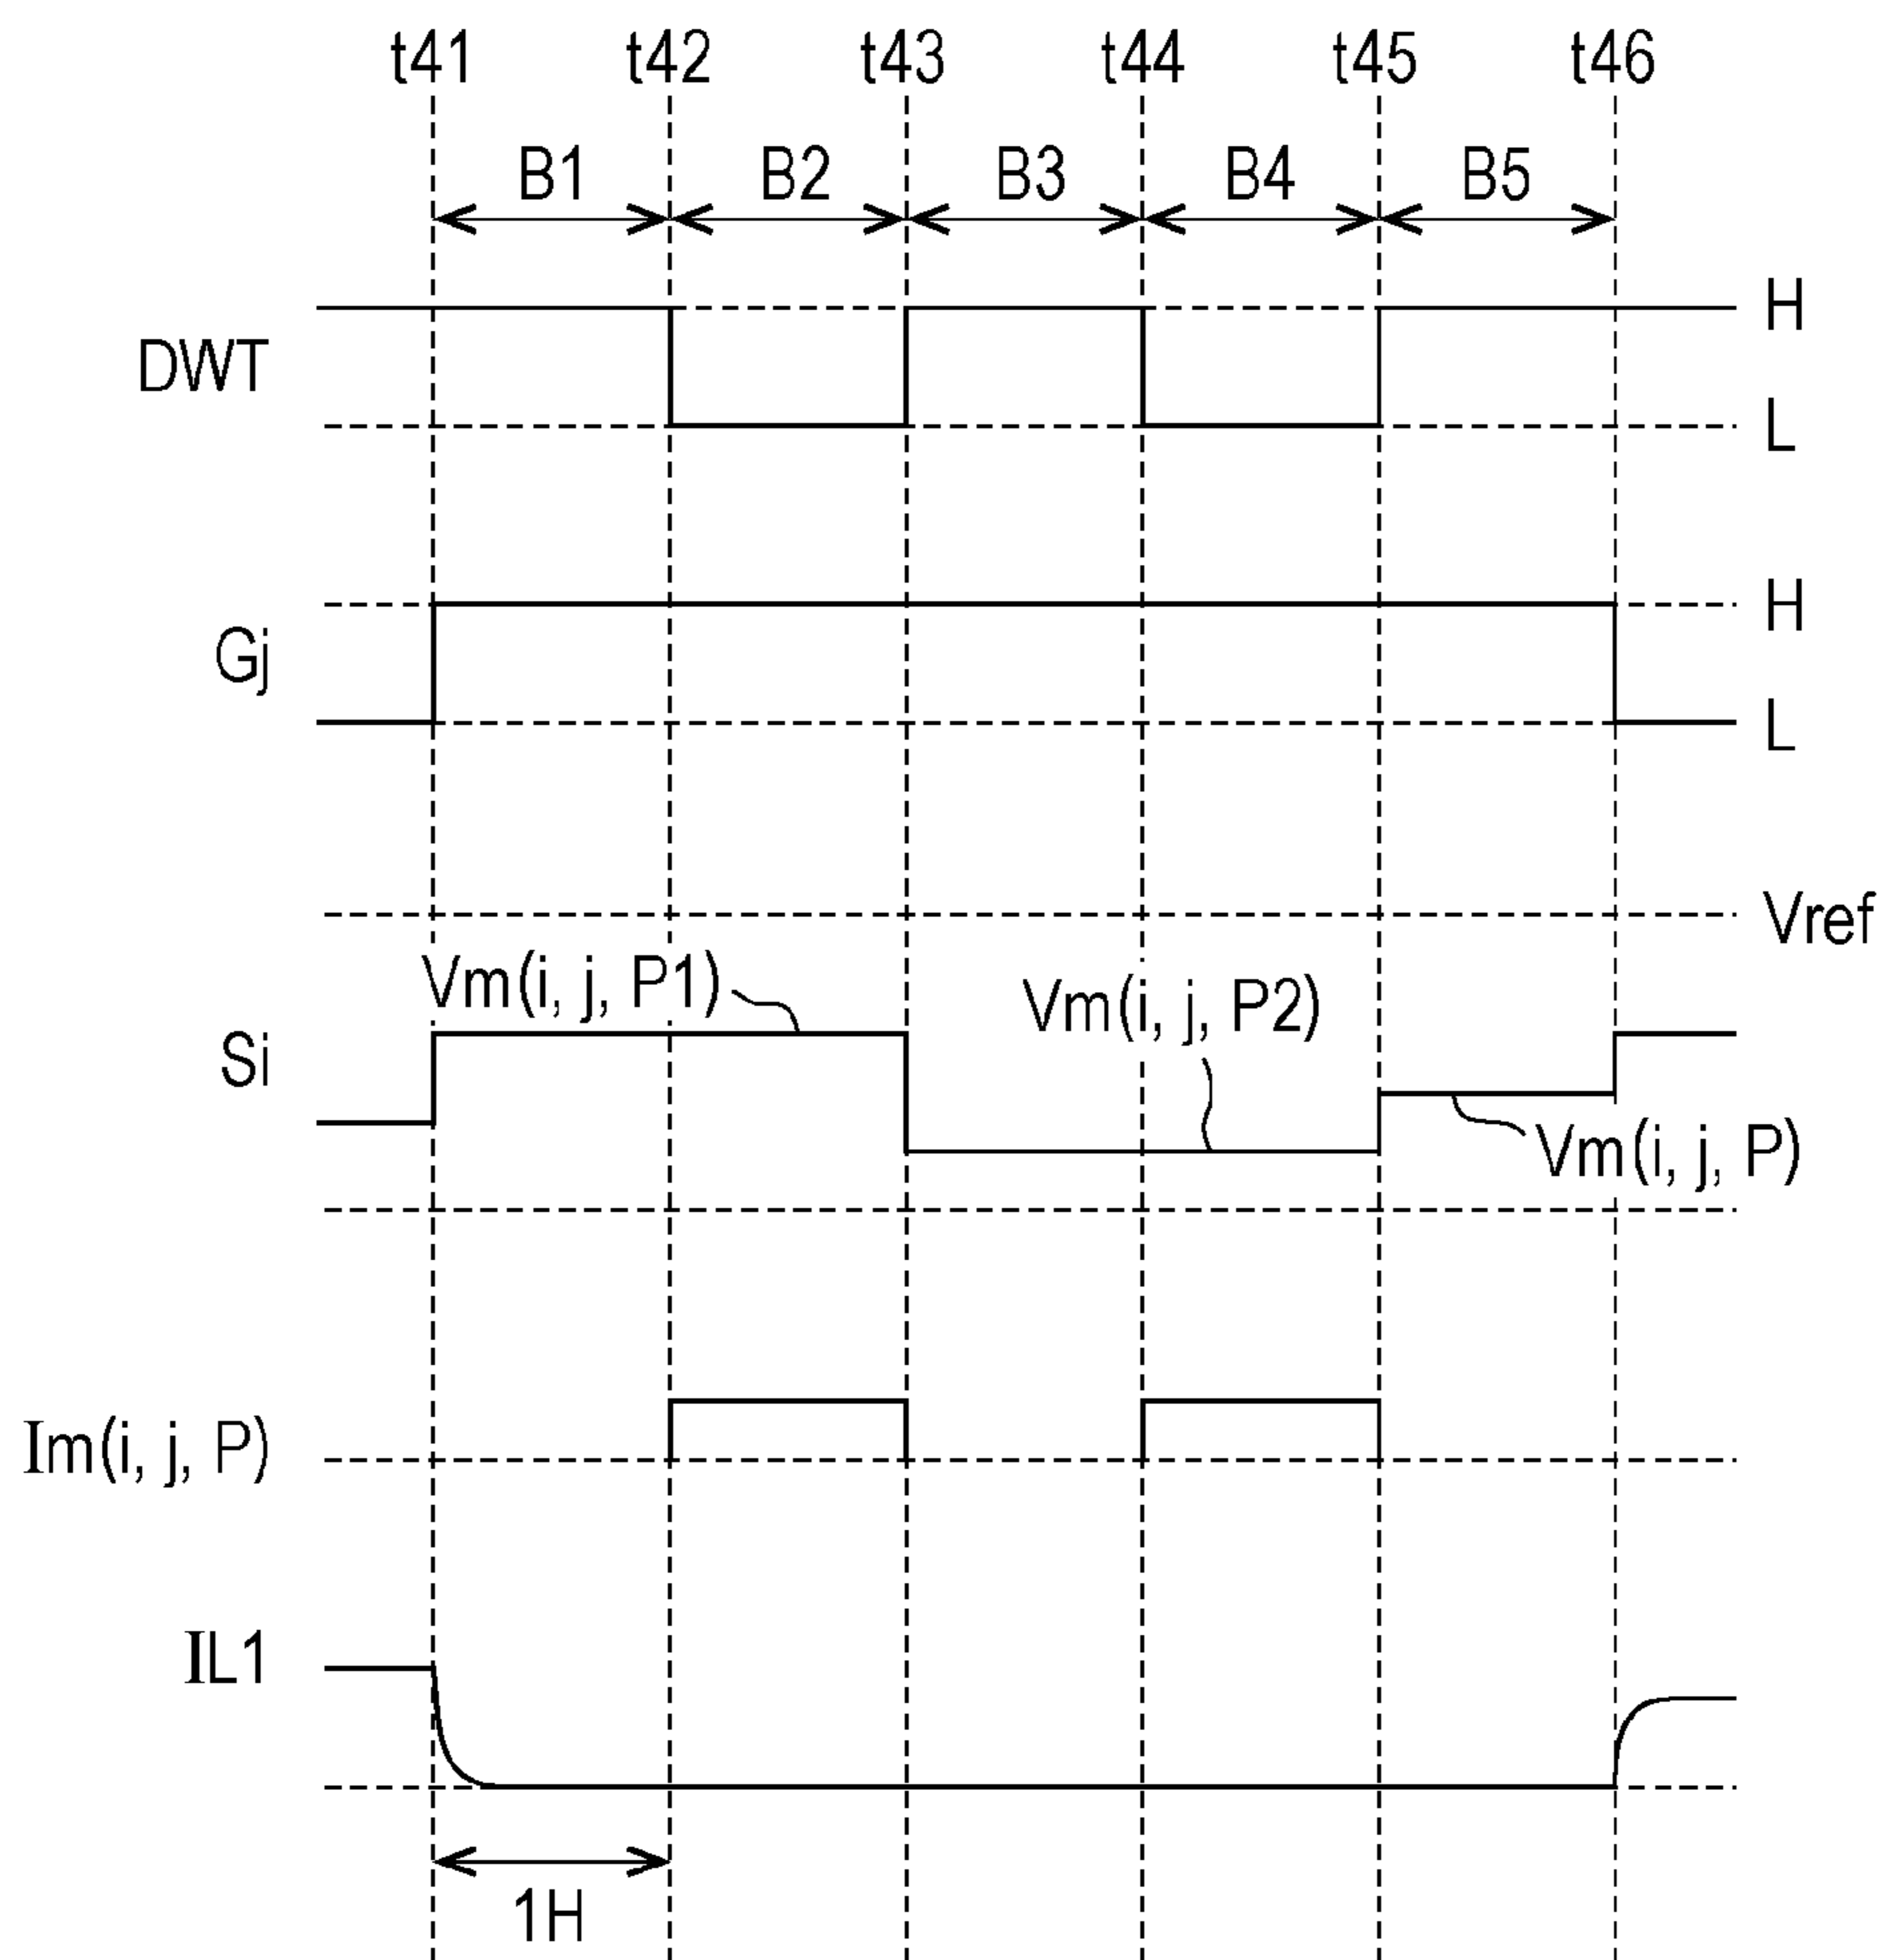 t41 t42 t43 t44 t45 t46
B1 B2 B3 B4 B5
H
DWT
L
H
Gj
L
Vref
Vm(i, j, P1)
Vm(i, j, P2)
Si
Vm(i, j, P)
Im(i, j, P)
IL1
1H